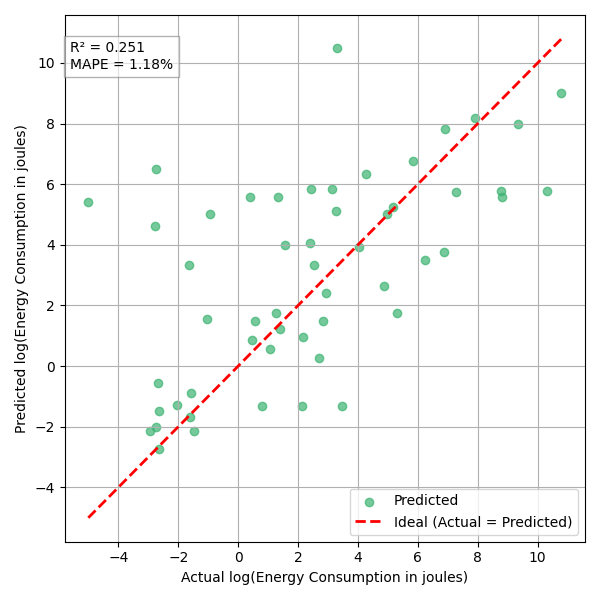 R² = 0.251
MAPE = 1.18%
10
8
6
4
2
0
−2
−4
Predicted log(Energy Consumption in joules)
Predicted
Ideal (Actual = Predicted)
−4 −2 0 2 4 6 8 10
Actual log(Energy Consumption in joules)